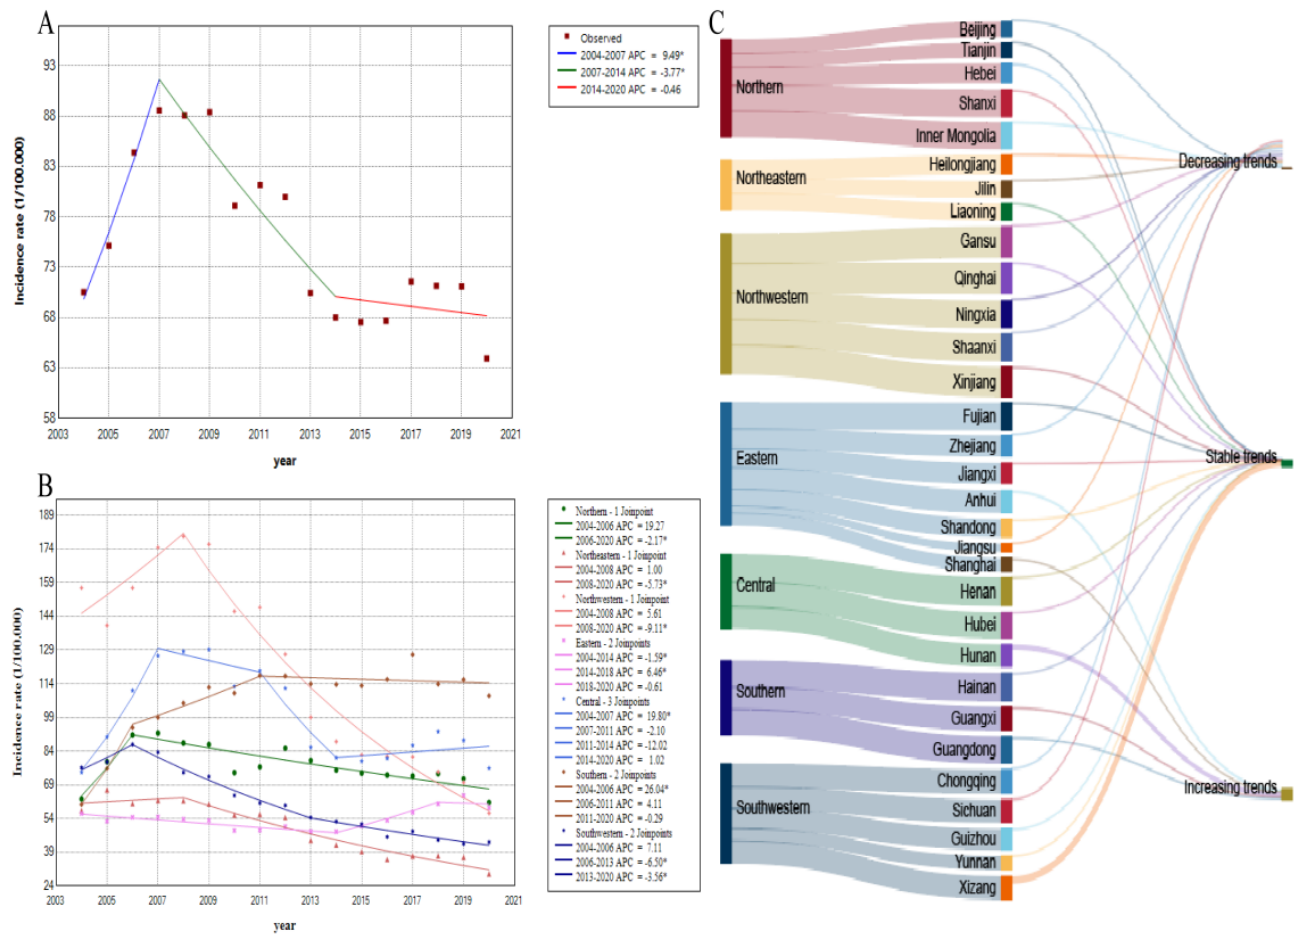 A
Incidence rate (1/100.000)
93
88
83
78
73
68
63
58
2003 2005 2007 2009 2011 2013 2015 2017 2019 2021
year
Observed
2004-2007 APC = 9.49*
2007-2014 APC = -3.77*
2014-2020 APC = -0.46
B
Incidence rate (1/100,000)
189
174
159
144
129
114
99
84
69
54
39
24
2003 2005 2007 2009 2011 2013 2015 2017 2019 2021
year
Northern - 1 Joinpoint
2004-2006 APC = 19.27
2006-2020 APC = -2.17*
Northeastern - 1 Joinpoint
2004-2008 APC = 1.00
2008-2020 APC = -5.73*
Northwestern - 1 Joinpoint
2004-2008 APC = 5.61
2008-2020 APC = -9.11*
Eastern - 2 Joinpoints
2004-2014 APC = -1.59*
2014-2018 APC = 6.46*
2018-2020 APC = -0.61
Central - 3 Joinpoints
2004-2007 APC = 19.80*
2007-2011 APC = -2.10
2011-2014 APC = -12.02
2014-2020 APC = 1.02
Southern - 2 Joinpoints
2004-2006 APC = 26.04*
2006-2011 APC = 4.11
2011-2020 APC = -0.29
Southwestern - 2 Joinpoints
2004-2006 APC = 7.11
2006-2013 APC = -6.50*
2013-2020 APC = -3.56*
C
Northern
Northeastern
Northwestern
Eastern
Central
Southern
Southwestern
Beijing
Tianjin
Hebei
Shanxi
Inner Mongolia
Heilongjiang
Jilin
Liaoning
Gansu
Qinghai
Ningxia
Shaanxi
Xinjiang
Fujian
Zhejiang
Jiangxi
Anhui
Shandong
Jiangsu
Shanghai
Henan
Hubei
Hunan
Hainan
Guangxi
Guangdong
Chongqing
Sichuan
Guizhou
Yunnan
Xizang
Decreasing trends
Stable trends
Increasing trends